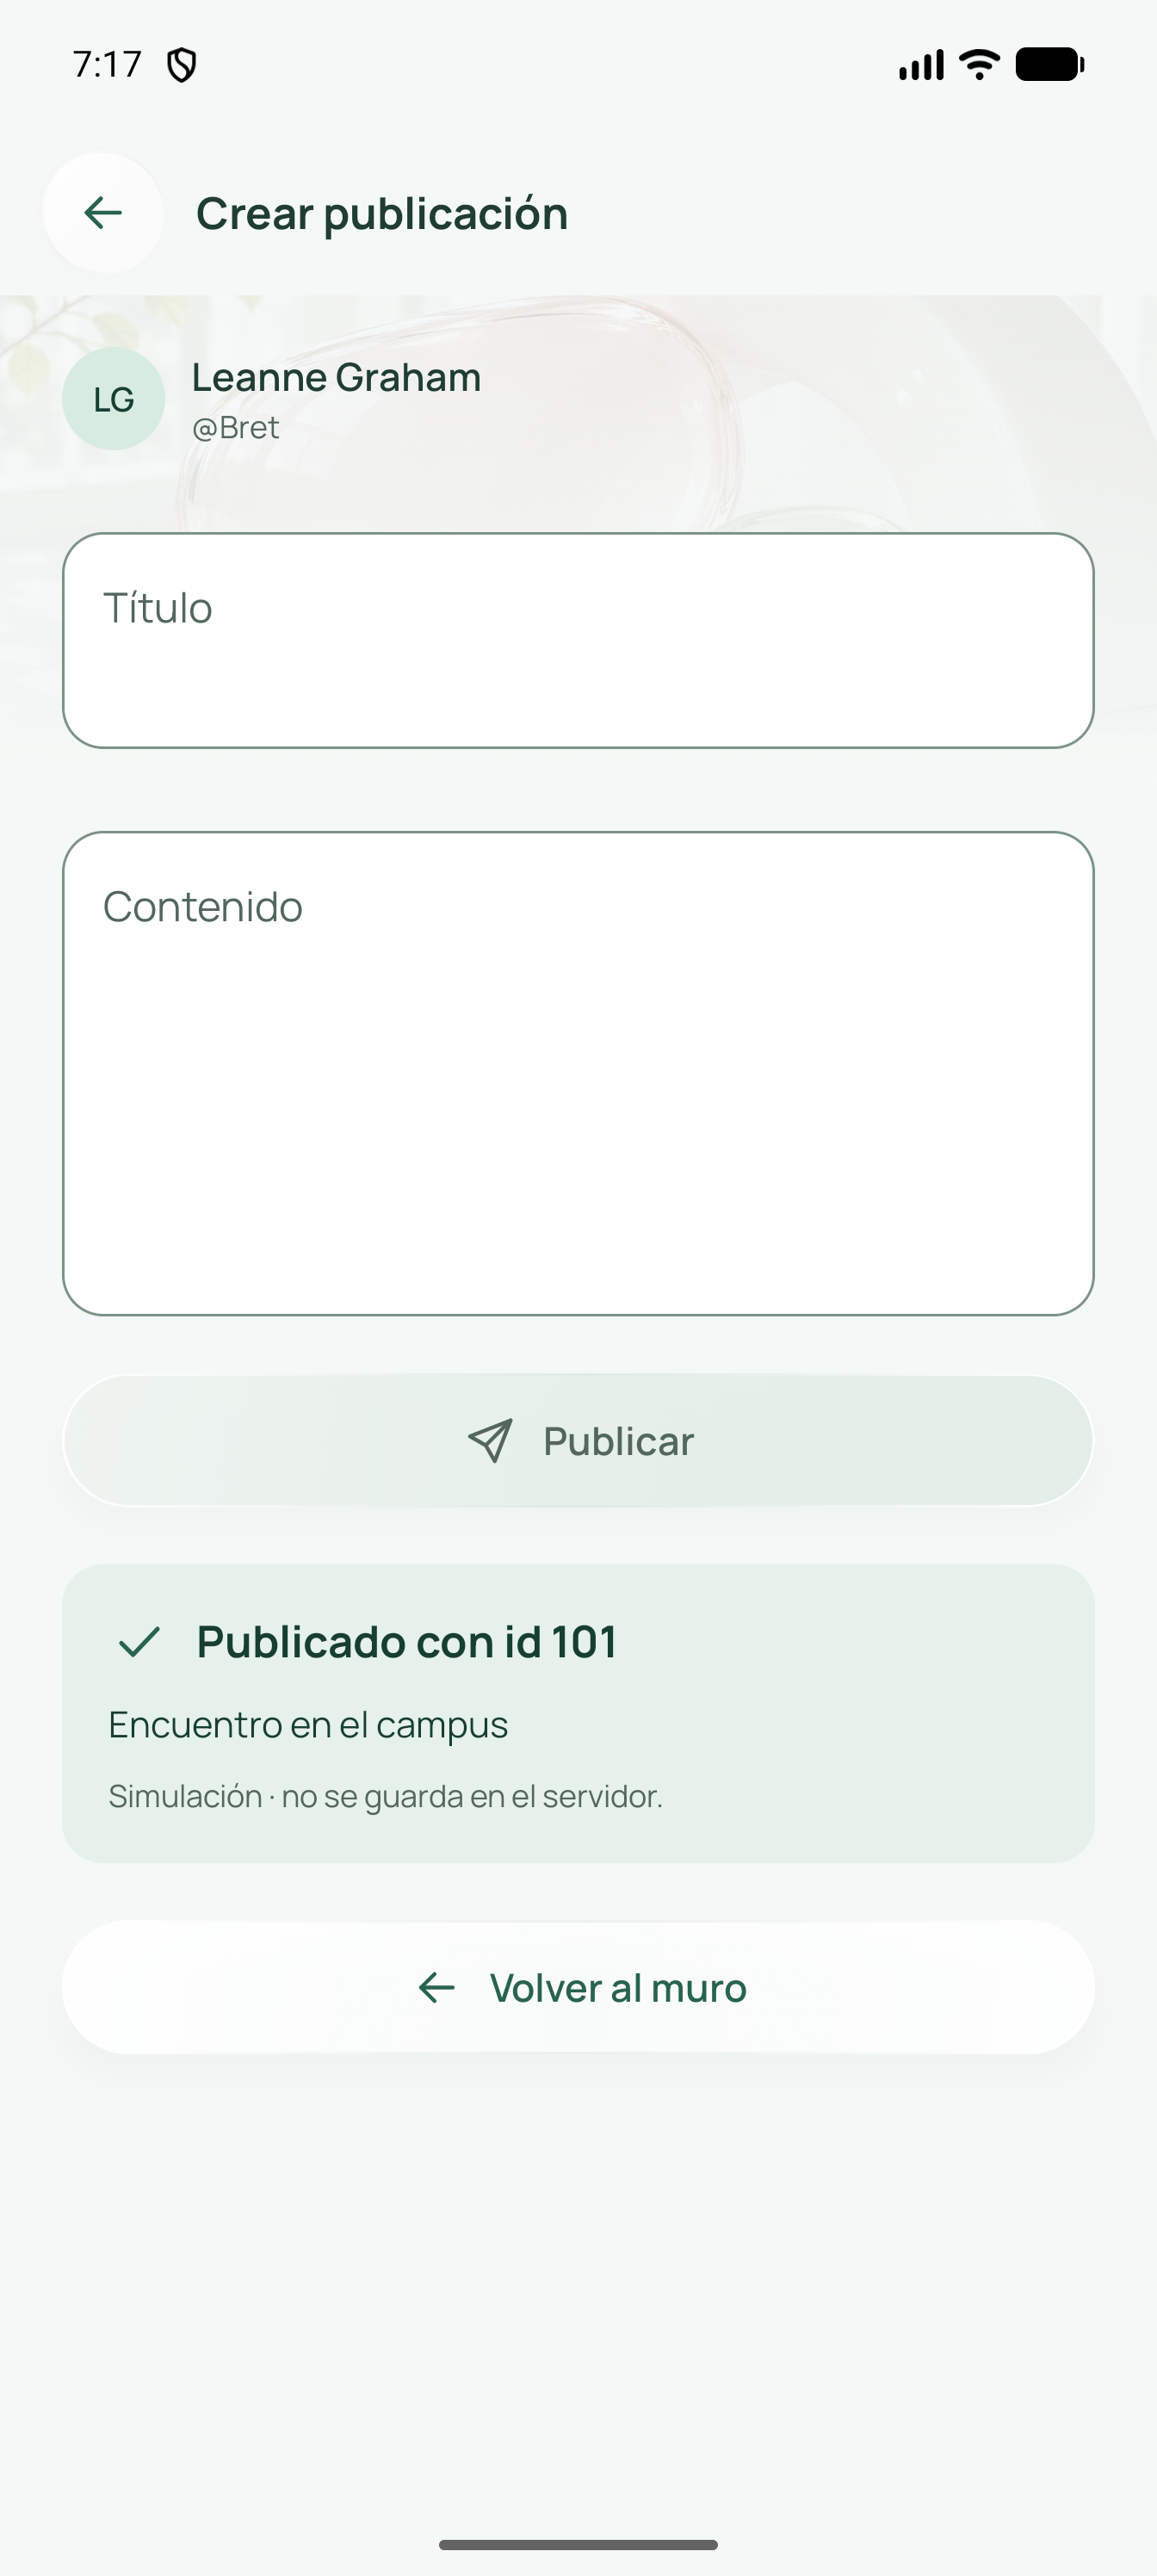 7:17
Crear publicación
LG
Leanne Graham
@Bret
Título
Contenido
Publicar
Publicado con id 101
Encuentro en el campus
Simulación · no se guarda en el servidor.
Volver al muro